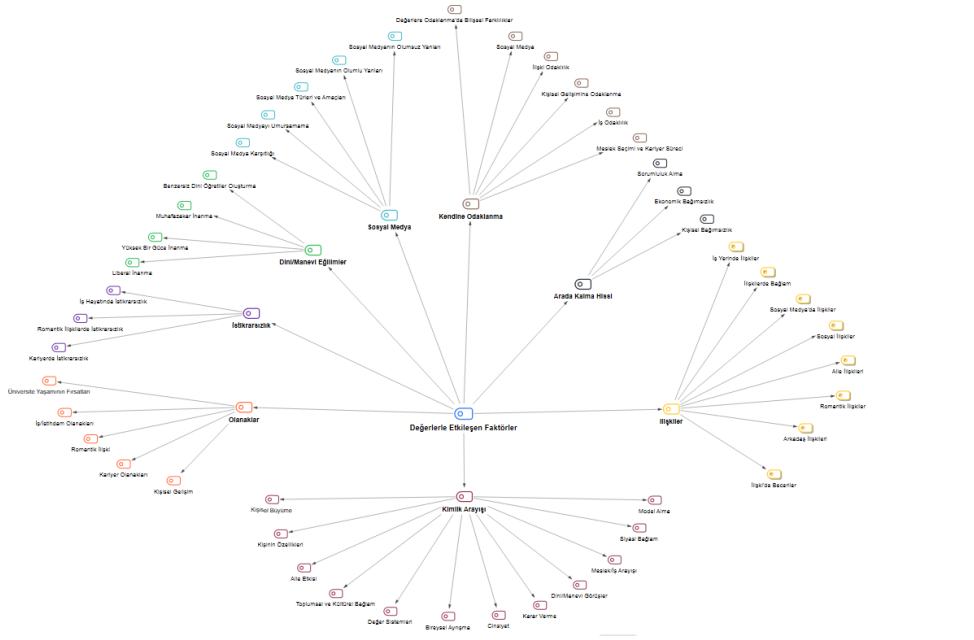 Değerlere Odaklanma'da Bilişsel Farklılıklar
Sosyal Medyanın Olumsuz Yanları
Sosyal Medya
Sosyal Medyanın Olumlu Yanları
İlişki Odaklılık
Sosyal Medya Türleri ve Amaçları
Kişisel Gelişimine Odaklanma
Sosyal Medyayı Umursamama
İş Odaklılık
Sosyal Medya Karşıtlığı
Meslek Seçimi ve Kariyer Süreci
Sorumluluk Alma
Benzersiz Dini Öğretiler Oluşturma
Ekonomik Bağımsızlık
Muhafazakar İnanma
Kendine Odaklanma
Sosyal Medya
Kişisel Bağımsızlık
Yüksek Bir Güce İnanma
Dini/Manevi Eğilimler
İş Yerinde İlişkiler
Liberal İnanma
İlişkilerde Bağlam
Arada Kalma Hissi
İş Hayatında İstikrarsızlık
Sosyal Medya'da İlişkiler
Romantik İlişkilerde İstikrarsızlık
İstikrarsızlık
Sosyal İlişkiler
Kariyerde İstikrarsızlık
Aile İlişkileri
Üniversite Yaşamının Fırsatları
Romantik İlişkiler
İş/İstihdam Olanakları
Olanaklar
Değerlerle Etkileşen Faktörler
İlişkiler
Arkadaş İlişkileri
Romantik İlişki
Kariyer Olanakları
İlişki'de Beceriler
Kişisel Gelişim
Kişisel Büyüme
Kimlik Arayışı
Model Alma
Kişinin Özellikleri
Siyasi Bağlam
Aile Etkisi
Meslek/İş Arayışı
Toplumsal ve Kültürel Bağlam
Dini/Manevi Görüşler
Değer Sistemleri
Bireysel Ayrışma
Cinsiyet
Karar Verme